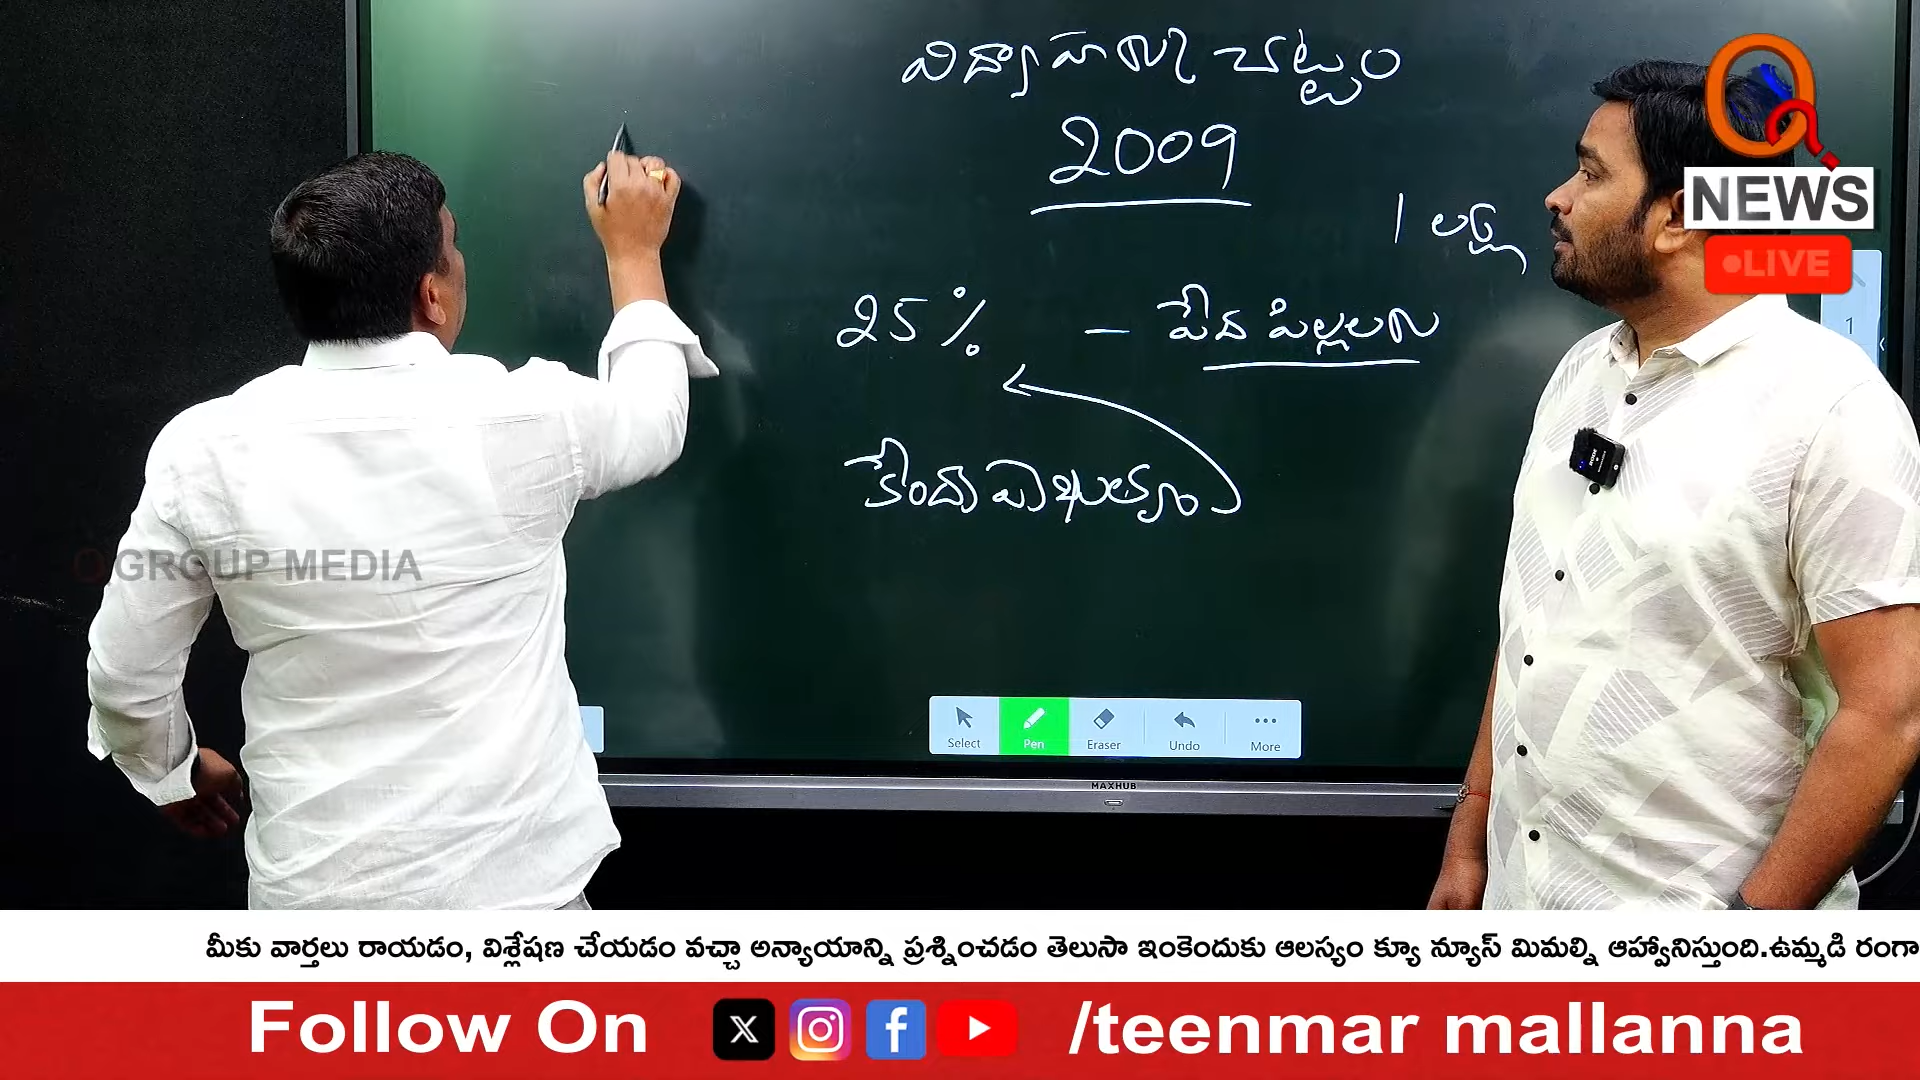 విద్యాహక్కు చట్టం
2009
1 లక్ష
25% - పేద పిల్లలకు
కేంద్ర ప్రభుత్వం
Q
NEWS
LIVE
1
Q GROUP MEDIA
Select
Pen
Eraser
Undo
More
MAXHUB
మీకు వార్తలు రాయడం, విశ్లేషణ చేయడం వచ్చా అన్యాయాన్ని ప్రశ్నించడం తెలుసా ఇంకెందుకు ఆలస్యం క్యూ న్యూస్ మిమల్ని ఆహ్వానిస్తుంది.ఉమ్మడి రంగా
Follow On /teenmar mallanna